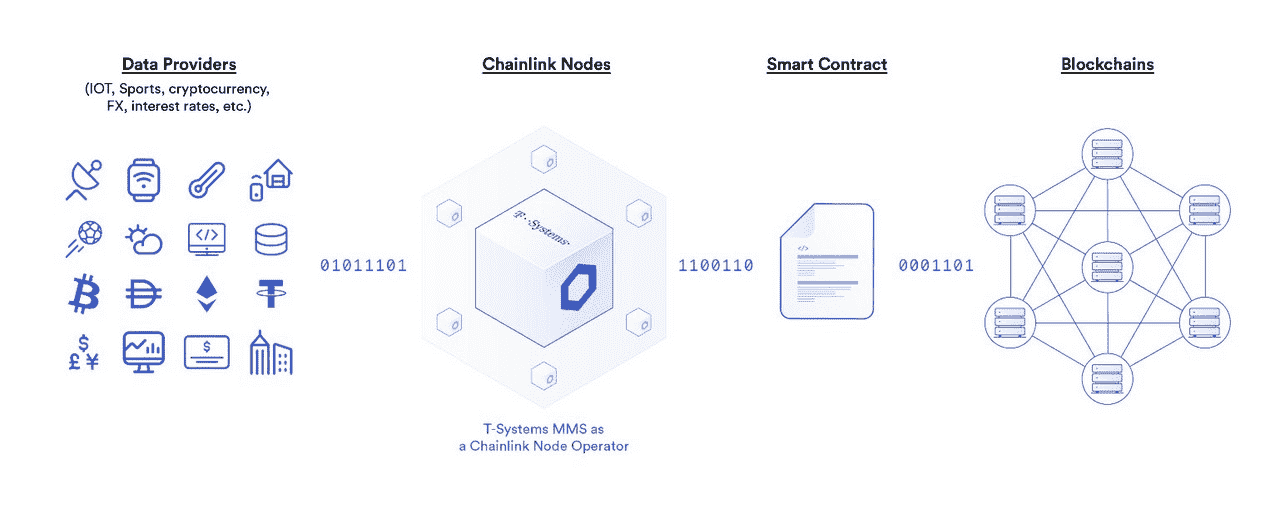 Data Providers
(IOT, Sports, cryptocurrency,
FX, interest rates, etc.)
Chainlink Nodes
Smart Contract
Blockchains
</>
T··Systems·
01011101
1100110
</>
0001101
$
£ ¥
$
T-Systems MMS as
a Chainlink Node Operator